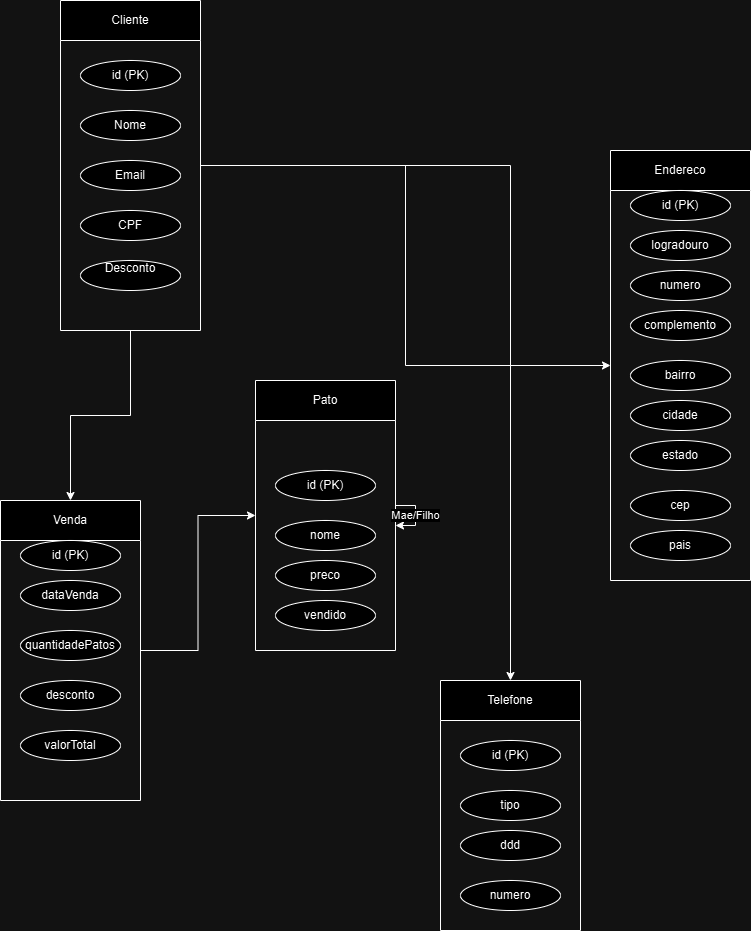 Cliente
id (PK)
Nome
Email
CPF
Desconto
Endereco
id (PK)
logradouro
numero
complemento
bairro
cidade
estado
cep
pais
Pato
id (PK)
Mae/Filho
nome
preco
vendido
Venda
id (PK)
dataVenda
quantidadePatos
desconto
valorTotal
Telefone
id (PK)
tipo
ddd
numero